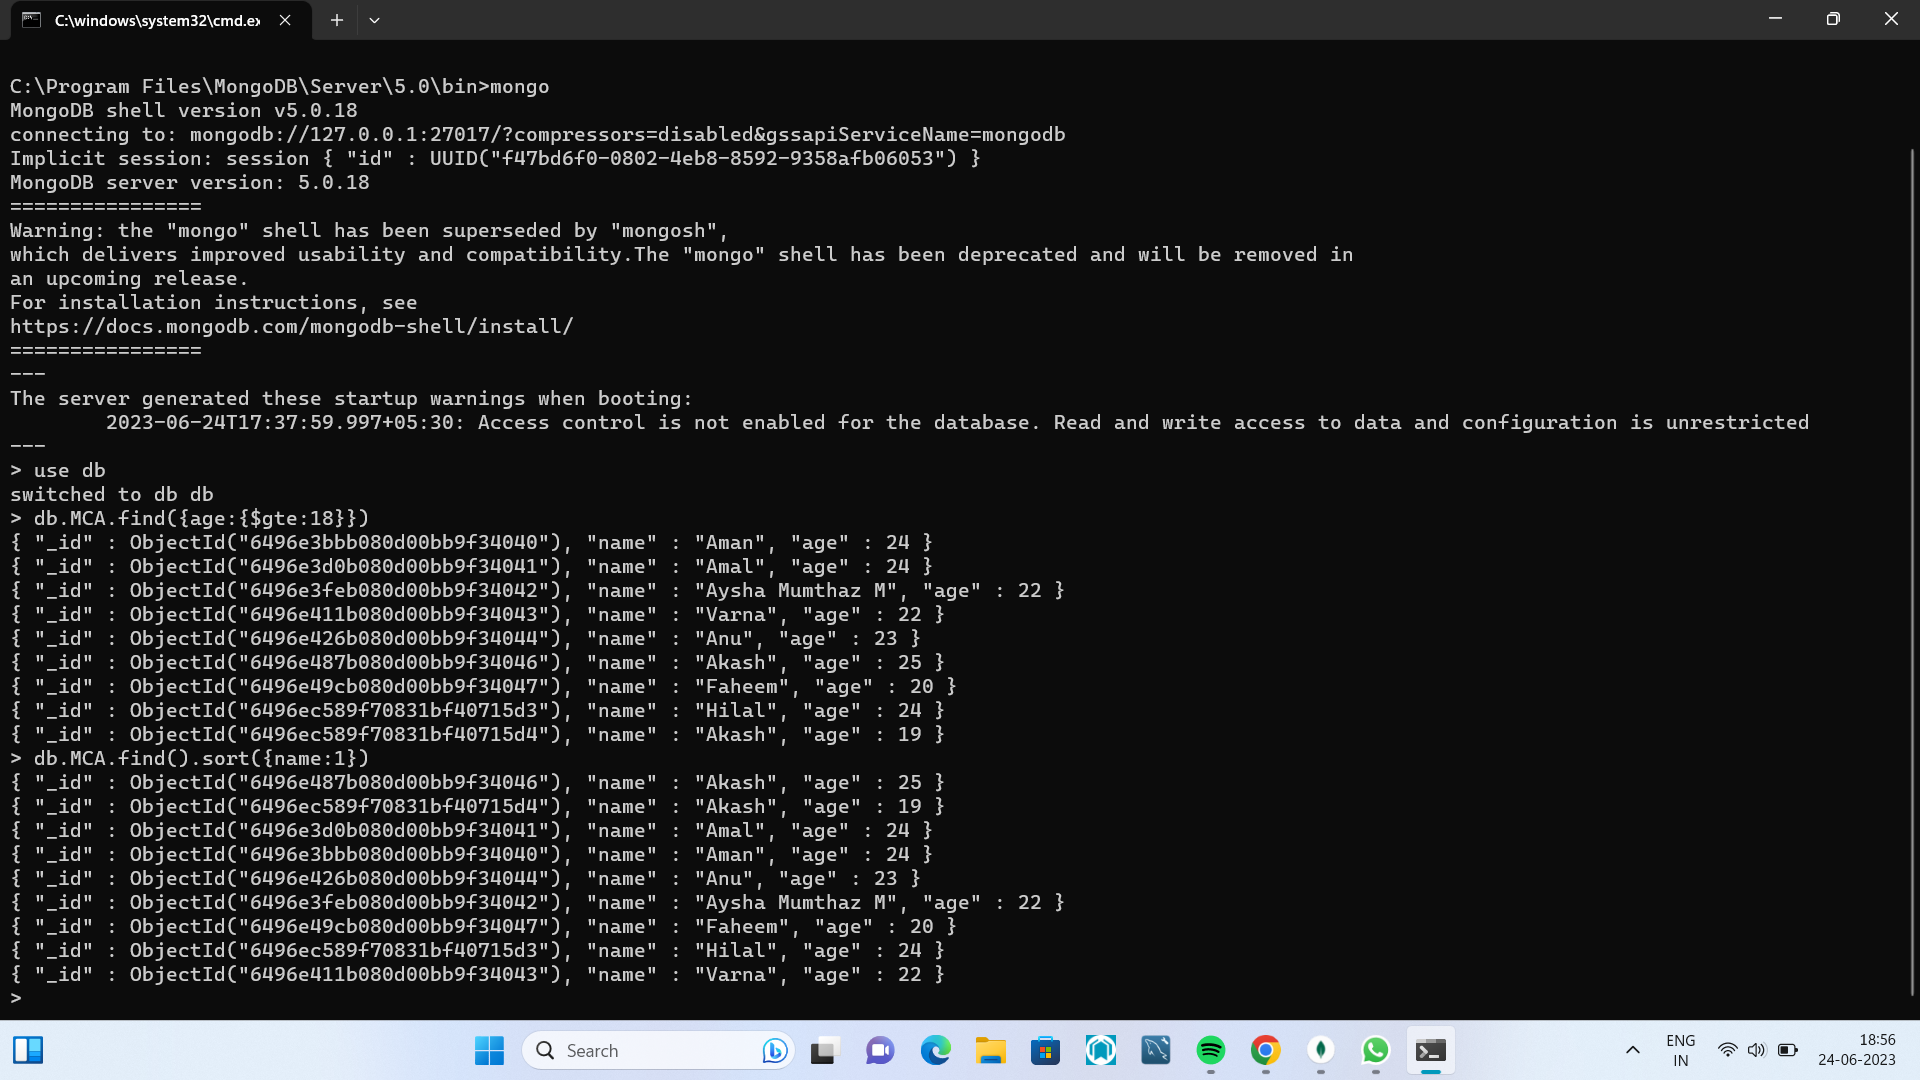 C:\windows\system32\cmd.ex
C:\Program Files\MongoDB\Server\5.0\bin>mongo
MongoDB shell version v5.0.18
connecting to: mongodb://127.0.0.1:27017/?compressors=disabled&gssapiServiceName=mongodb
Implicit session: session { "id" : UUID("f47bd6f0-0802-4eb8-8592-9358afb06053") }
MongoDB server version: 5.0.18
================
Warning: the "mongo" shell has been superseded by "mongosh",
which delivers improved usability and compatibility.The "mongo" shell has been deprecated and will be removed in
an upcoming release.
For installation instructions, see
https://docs.mongodb.com/mongodb-shell/install/
================
---
The server generated these startup warnings when booting:
        2023-06-24T17:37:59.997+05:30: Access control is not enabled for the database. Read and write access to data and configuration is unrestricted
---
> use db
switched to db db
> db.MCA.find({age:{$gte:18}})
{ "_id" : ObjectId("6496e3bbb080d00bb9f34040"), "name" : "Aman", "age" : 24 }
{ "_id" : ObjectId("6496e3d0b080d00bb9f34041"), "name" : "Amal", "age" : 24 }
{ "_id" : ObjectId("6496e3feb080d00bb9f34042"), "name" : "Aysha Mumthaz M", "age" : 22 }
{ "_id" : ObjectId("6496e411b080d00bb9f34043"), "name" : "Varna", "age" : 22 }
{ "_id" : ObjectId("6496e426b080d00bb9f34044"), "name" : "Anu", "age" : 23 }
{ "_id" : ObjectId("6496e487b080d00bb9f34046"), "name" : "Akash", "age" : 25 }
{ "_id" : ObjectId("6496e49cb080d00bb9f34047"), "name" : "Faheem", "age" : 20 }
{ "_id" : ObjectId("6496ec589f70831bf40715d3"), "name" : "Hilal", "age" : 24 }
{ "_id" : ObjectId("6496ec589f70831bf40715d4"), "name" : "Akash", "age" : 19 }
> db.MCA.find().sort({name:1})
{ "_id" : ObjectId("6496e487b080d00bb9f34046"), "name" : "Akash", "age" : 25 }
{ "_id" : ObjectId("6496ec589f70831bf40715d4"), "name" : "Akash", "age" : 19 }
{ "_id" : ObjectId("6496e3d0b080d00bb9f34041"), "name" : "Amal", "age" : 24 }
{ "_id" : ObjectId("6496e3bbb080d00bb9f34040"), "name" : "Aman", "age" : 24 }
{ "_id" : ObjectId("6496e426b080d00bb9f34044"), "name" : "Anu", "age" : 23 }
{ "_id" : ObjectId("6496e3feb080d00bb9f34042"), "name" : "Aysha Mumthaz M", "age" : 22 }
{ "_id" : ObjectId("6496e49cb080d00bb9f34047"), "name" : "Faheem", "age" : 20 }
{ "_id" : ObjectId("6496ec589f70831bf40715d3"), "name" : "Hilal", "age" : 24 }
{ "_id" : ObjectId("6496e411b080d00bb9f34043"), "name" : "Varna", "age" : 22 }
>
Search
ENG
IN
18:56
24-06-2023